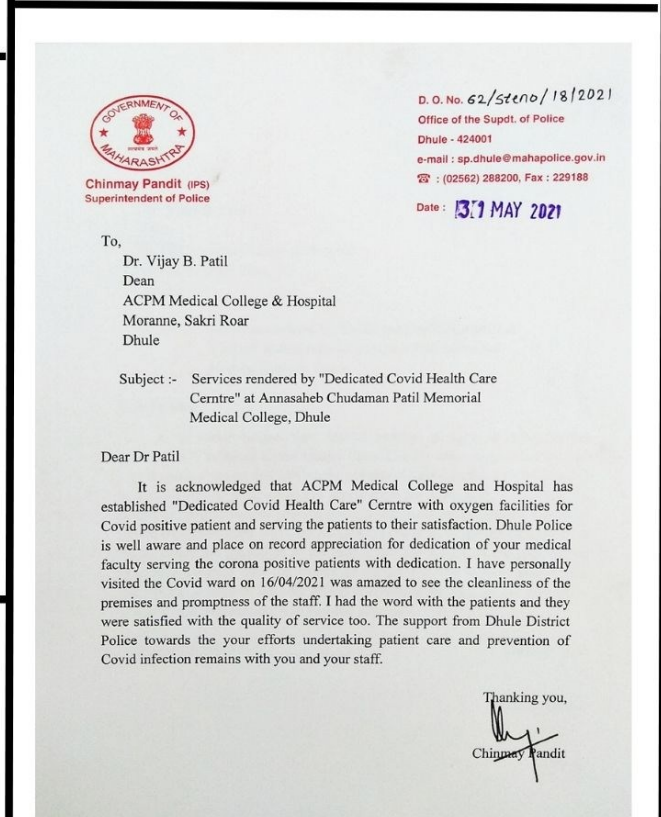 GOVERNMENT OF
MAHARASHTRA
Chinmay Pandit (IPS)
Superintendent of Police
D. O. No. 62/Steno/18/2021
Office of the Supdt. of Police
Dhule - 424001
e-mail : sp.dhule@mahapolice.gov.in
☎ : (02562) 288200, Fax : 229188
Date : 31 MAY 2021
To,
Dr. Vijay B. Patil
Dean
ACPM Medical College & Hospital
Moranne, Sakri Roar
Dhule
Subject :- Services rendered by "Dedicated Covid Health Care
Cerntre" at Annasaheb Chudaman Patil Memorial
Medical College, Dhule
Dear Dr Patil
It is acknowledged that ACPM Medical College and Hospital has
established "Dedicated Covid Health Care" Cerntre with oxygen facilities for
Covid positive patient and serving the patients to their satisfaction. Dhule Police
is well aware and place on record appreciation for dedication of your medical
faculty serving the corona positive patients with dedication. I have personally
visited the Covid ward on 16/04/2021 was amazed to see the cleanliness of the
premises and promptness of the staff. I had the word with the patients and they
were satisfied with the quality of service too. The support from Dhule District
Police towards the your efforts undertaking patient care and prevention of
Covid infection remains with you and your staff.
Thanking you,
Chinmay Pandit